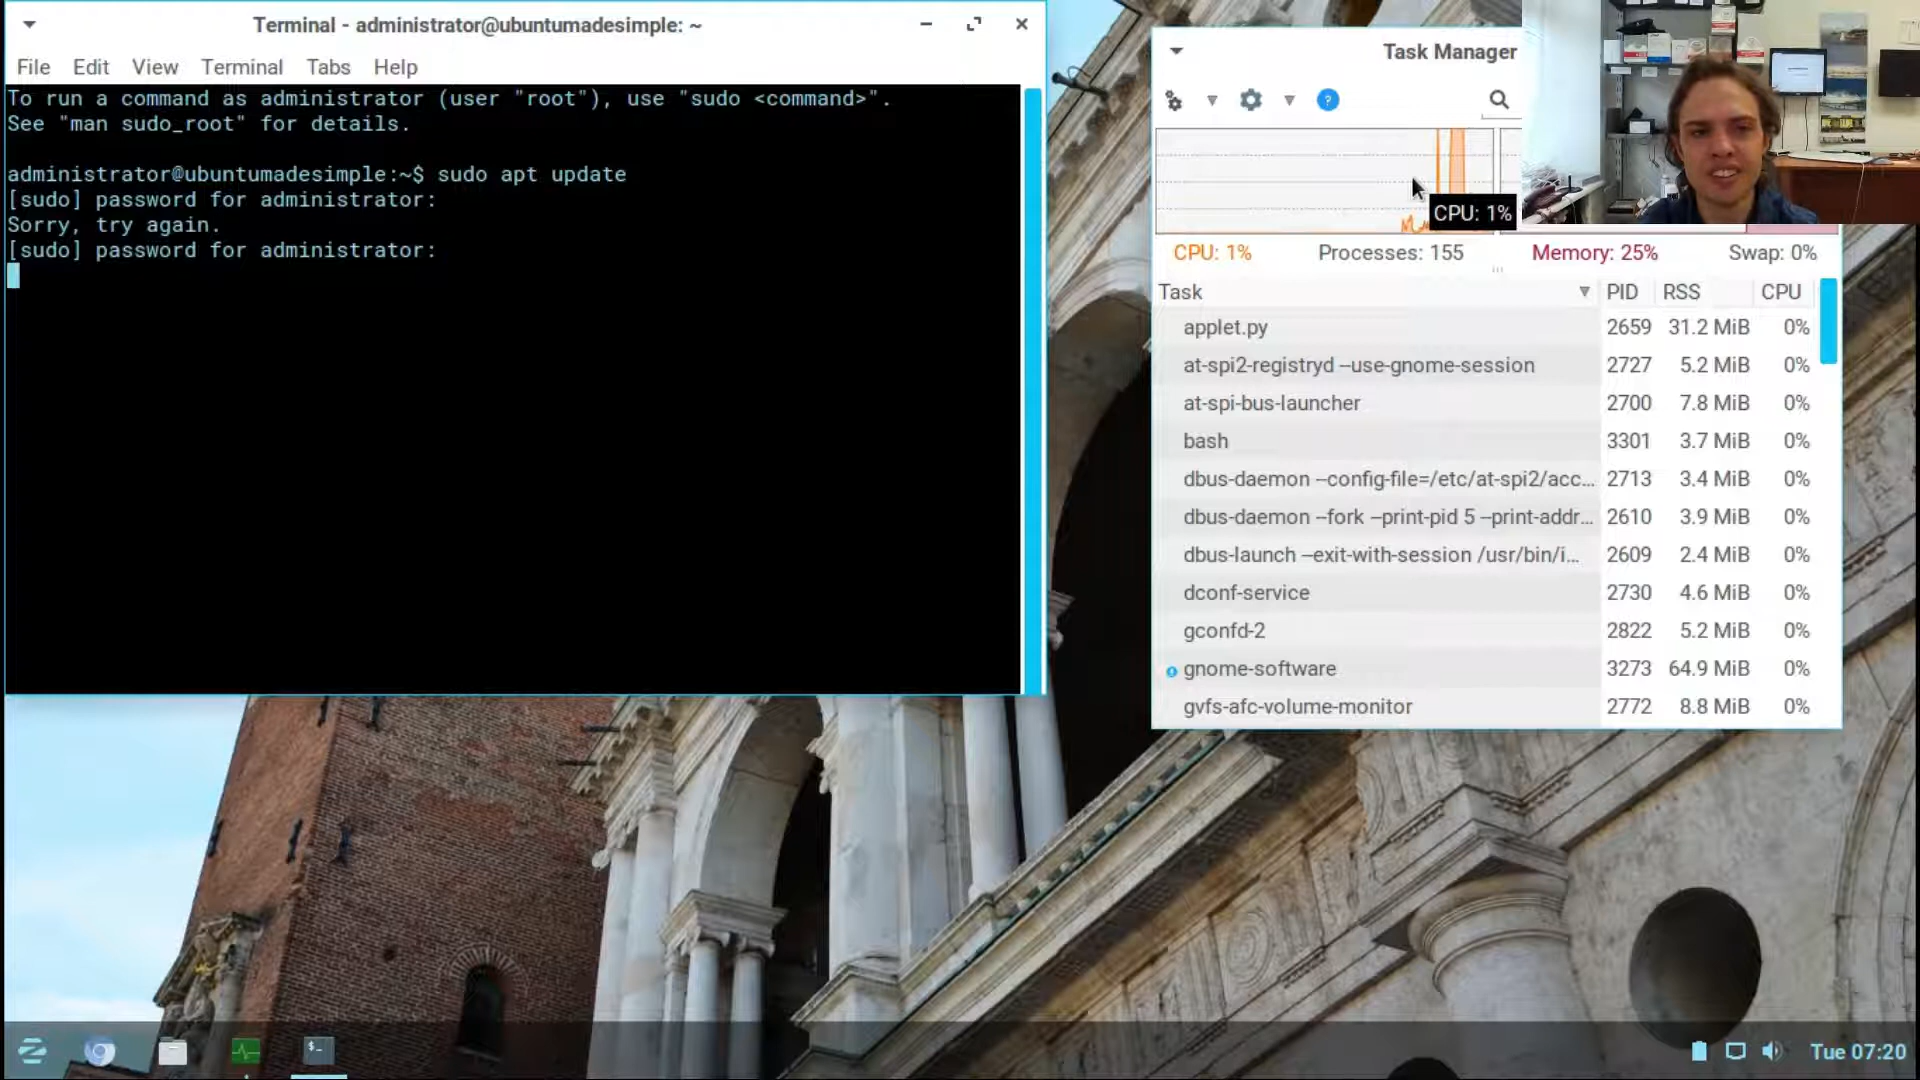 Terminal - administrator@ubuntumadesimple: ~
File Edit View Terminal Tabs Help
To run a command as administrator (user "root"), use "sudo <command>".
See "man sudo_root" for details.
administrator@ubuntumadesimple:~$ sudo apt update
[sudo] password for administrator:
Sorry, try again.
[sudo] password for administrator:
Task Manager
?
CPU: 1%
CPU: 1% Processes: 155 Memory: 25% Swap: 0%
Task PID RSS CPU
applet.py 2659 31.2 MiB 0%
at-spi2-registryd --use-gnome-session 2727 5.2 MiB 0%
at-spi-bus-launcher 2700 7.8 MiB 0%
bash 3301 3.7 MiB 0%
dbus-daemon --config-file=/etc/at-spi2/acc... 2713 3.4 MiB 0%
dbus-daemon --fork --print-pid 5 --print-addr... 2610 3.9 MiB 0%
dbus-launch --exit-with-session /usr/bin/i... 2609 2.4 MiB 0%
dconf-service 2730 4.6 MiB 0%
gconfd-2 2822 5.2 MiB 0%
gnome-software 3273 64.9 MiB 0%
gvfs-afc-volume-monitor 2772 8.8 MiB 0%
$_
Tue 07:20